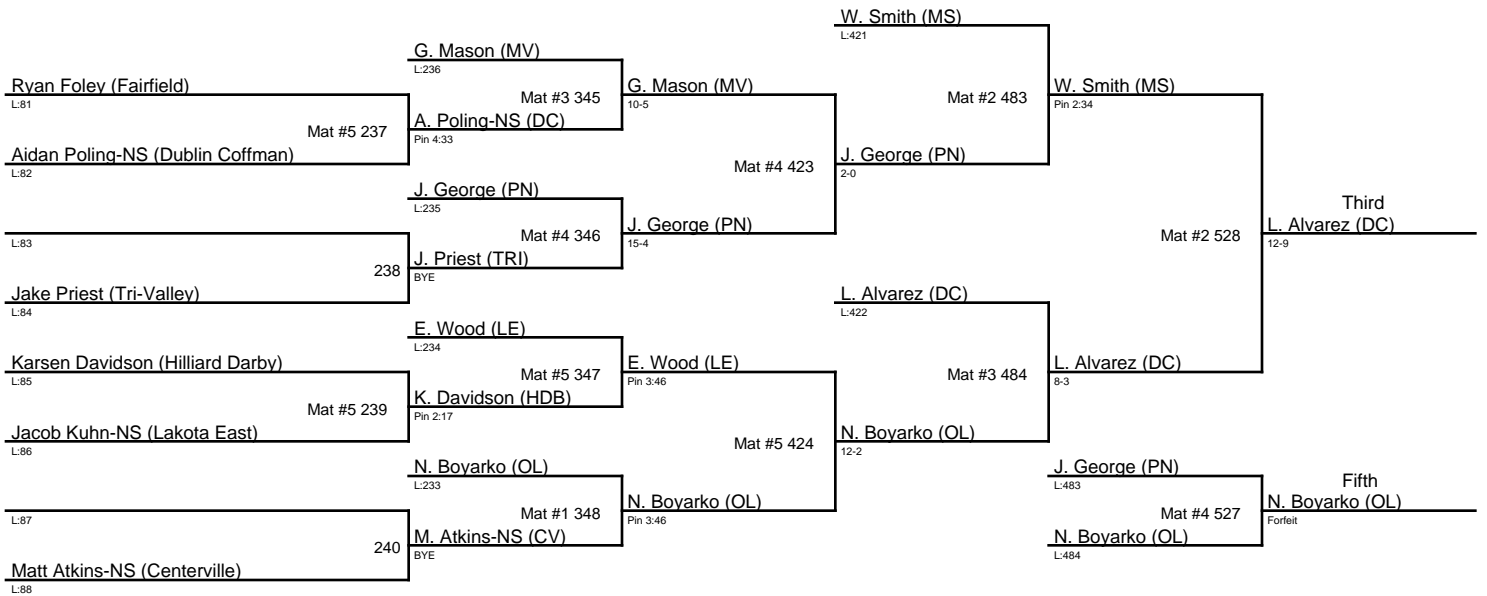 W. Smith (MS)
L:421
G. Mason (MV)
L:236
Ryan Foley (Fairfield)
L:81
Mat #3 345
G. Mason (MV)
10-5
Mat #2 483
W. Smith (MS)
Pin 2:34
Mat #5 237
A. Poling-NS (DC)
Pin 4:33
Aidan Poling-NS (Dublin Coffman)
L:82
Mat #4 423
J. George (PN)
2-0
J. George (PN)
L:235
Third
L:83
Mat #4 346
J. George (PN)
15-4
Mat #2 528
L. Alvarez (DC)
12-9
238
J. Priest (TRI)
BYE
Jake Priest (Tri-Valley)
L:84
L. Alvarez (DC)
L:422
E. Wood (LE)
L:234
Karsen Davidson (Hilliard Darby)
L:85
Mat #5 347
E. Wood (LE)
Pin 3:46
Mat #3 484
L. Alvarez (DC)
8-3
Mat #5 239
K. Davidson (HDB)
Pin 2:17
Jacob Kuhn-NS (Lakota East)
L:86
Mat #5 424
N. Boyarko (OL)
12-2
N. Boyarko (OL)
L:233
J. George (PN)
L:483
Fifth
L:87
Mat #1 348
N. Boyarko (OL)
Pin 3:46
Mat #4 527
N. Boyarko (OL)
Forfeit
240
M. Atkins-NS (CV)
BYE
N. Boyarko (OL)
L:484
Matt Atkins-NS (Centerville)
L:88